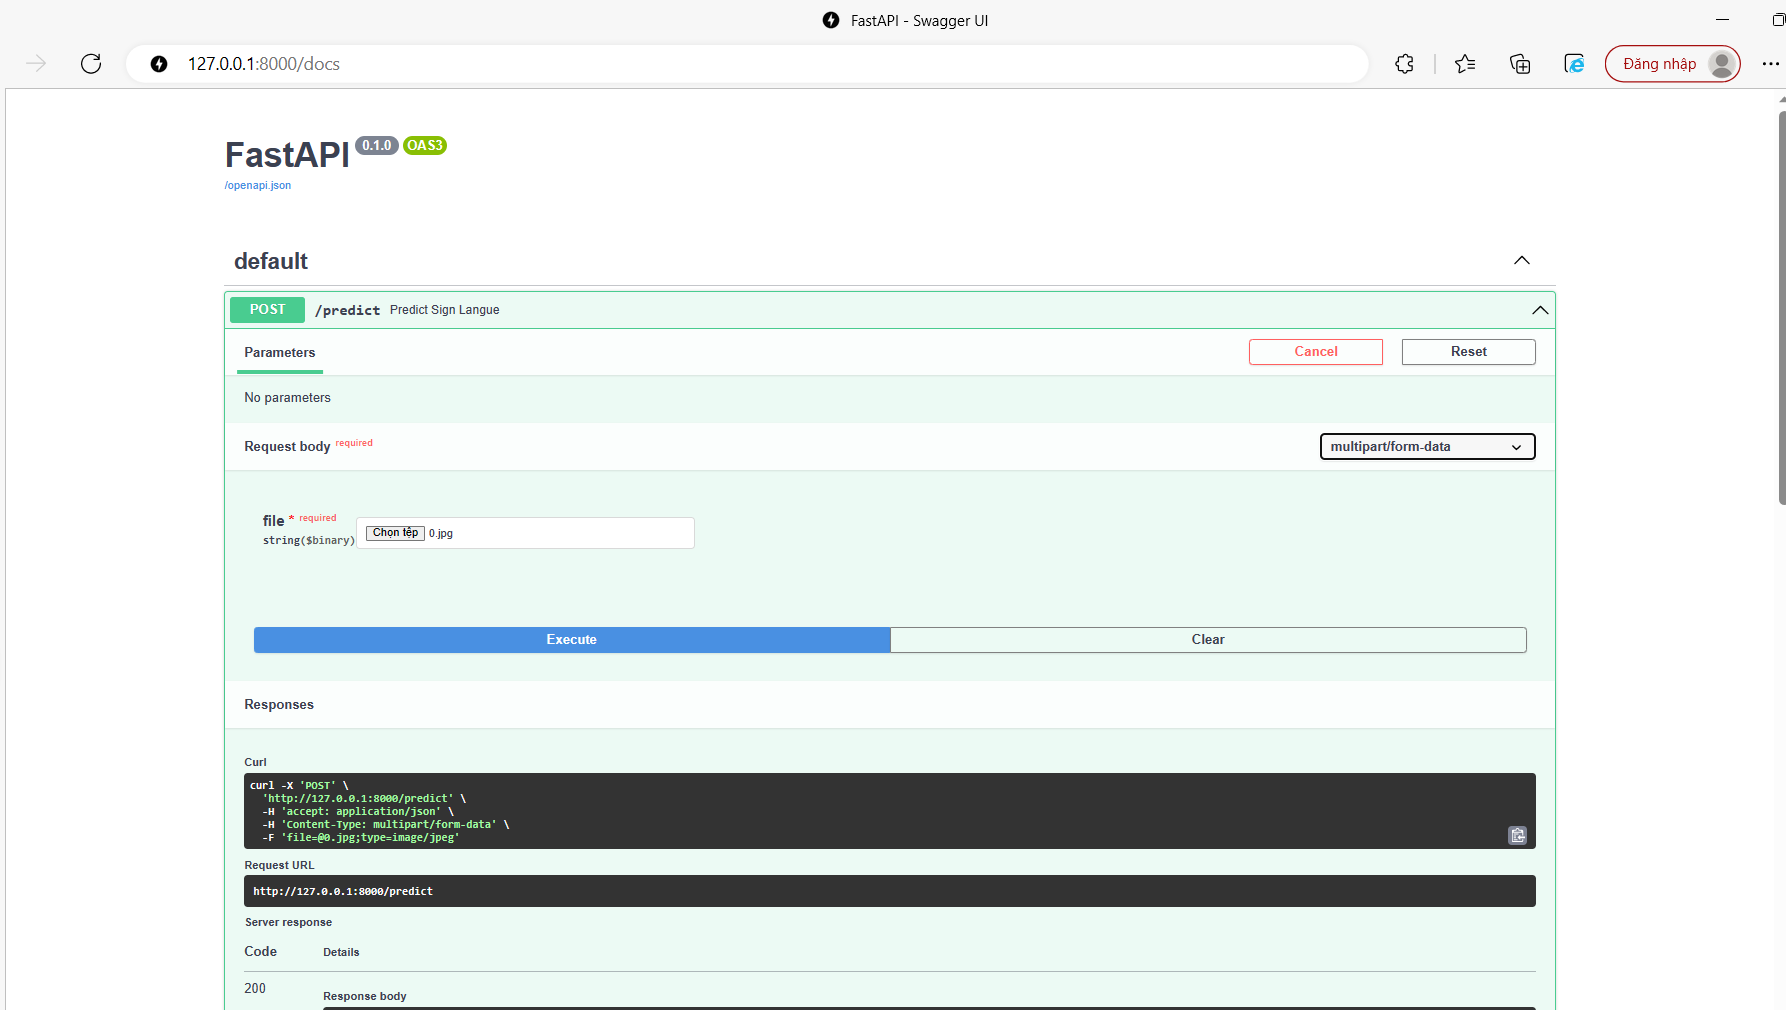 FastAPI - Swagger UI
127.0.0.1:8000/docs
Đăng nhập
FastAPI 0.1.0 OAS3
/openapi.json
default
POST /predict Predict Sign Langue
Parameters
Cancel
Reset
No parameters
Request body required
multipart/form-data
file * required
string($binary)
Chọn tệp 0.jpg
Execute
Clear
Responses
Curl
curl -X 'POST' \
'http://127.0.0.1:8000/predict' \
-H 'accept: application/json' \
-H 'Content-Type: multipart/form-data' \
-F 'file=@0.jpg;type=image/jpeg'
Request URL
http://127.0.0.1:8000/predict
Server response
Code Details
200
Response body